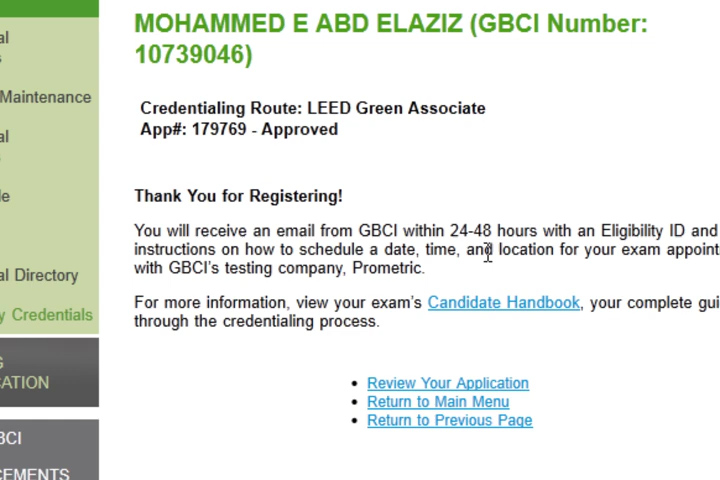 MOHAMMED E ABD ELAZIZ (GBCI Number:
10739046)
al
Maintenance
al
al Directory
y Credentials
CATION
BCI
CEMENTS
Credentialing Route: LEED Green Associate
App#: 179769 - Approved
Thank You for Registering!
You will receive an email from GBCI within 24-48 hours with an Eligibility ID and
instructions on how to schedule a date, time, and location for your exam appoint
with GBCI's testing company, Prometric.
For more information, view your exam's Candidate Handbook, your complete gui
through the credentialing process.
• Review Your Application
• Return to Main Menu
• Return to Previous Page